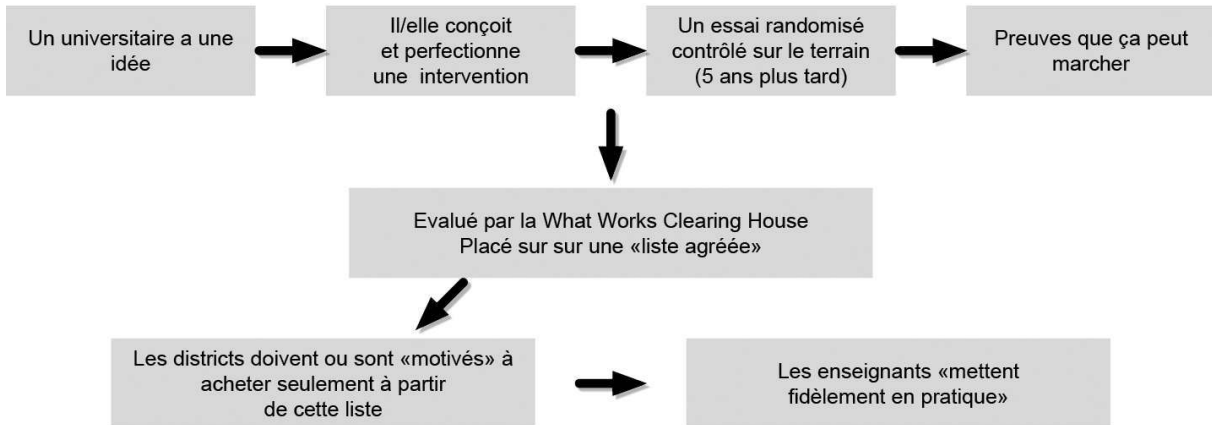 Un universitaire a une
idée
Il/elle conçoit
et perfectionne
une intervention
Un essai randomisé
contrôlé sur le terrain
(5 ans plus tard)
Preuves que ça peut
marcher
Evalué par la What Works Clearing House
Placé sur sur une «liste agréée»
Les districts doivent ou sont «motivés» à
acheter seulement à partir
de cette liste
Les enseignants «mettent
fidèlement en pratique»